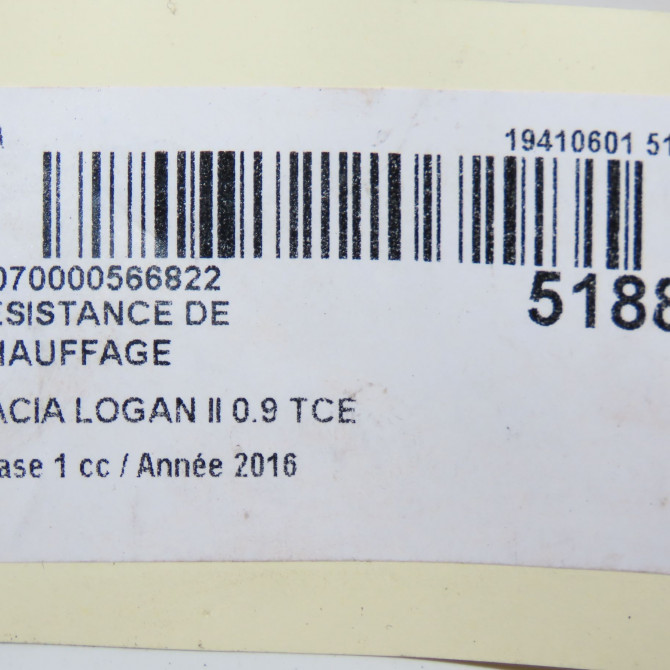 19410601 51
070000566822
5188
ESISTANCE DE
HAUFFAGE
ACIA LOGAN II 0.9 TCE
ase 1 cc / Année 2016